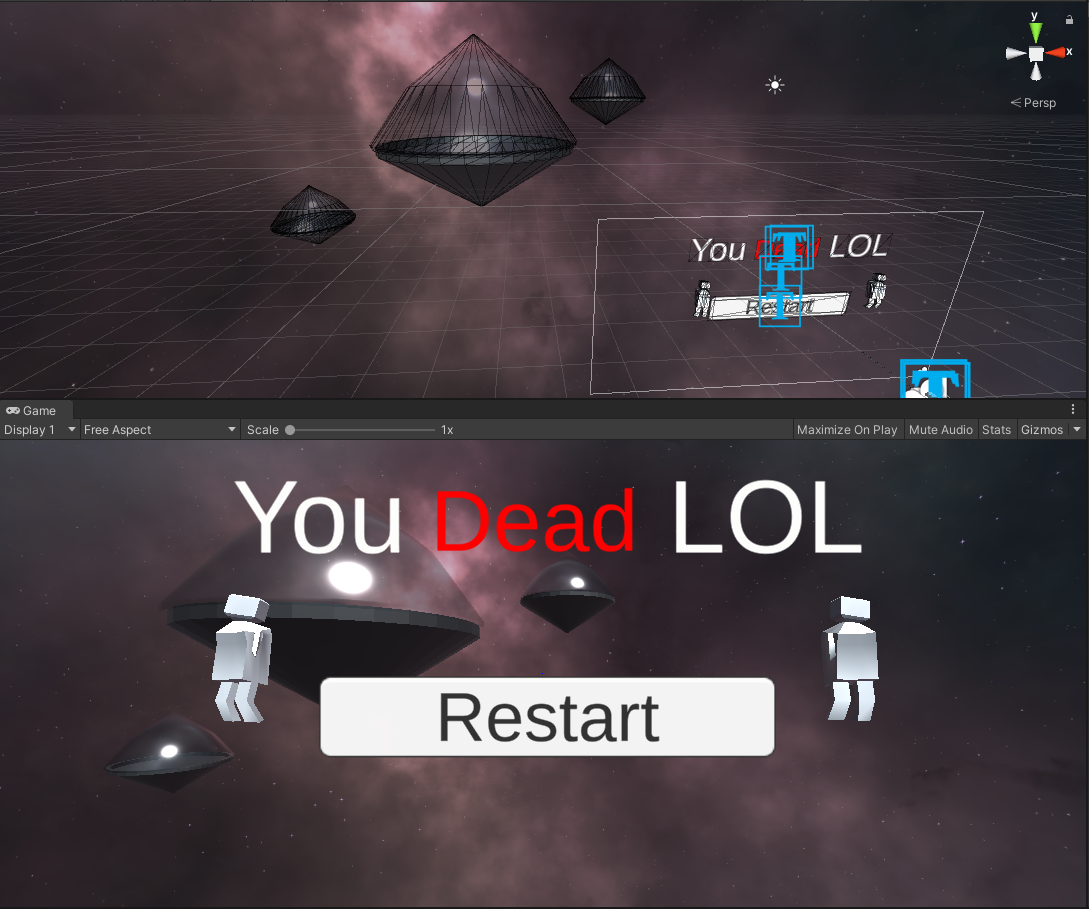 y
x
Persp
You Dead LOL
Restart
Game
Display 1 Free Aspect Scale 1x Maximize On Play Mute Audio Stats Gizmos
You Dead LOL
Restart